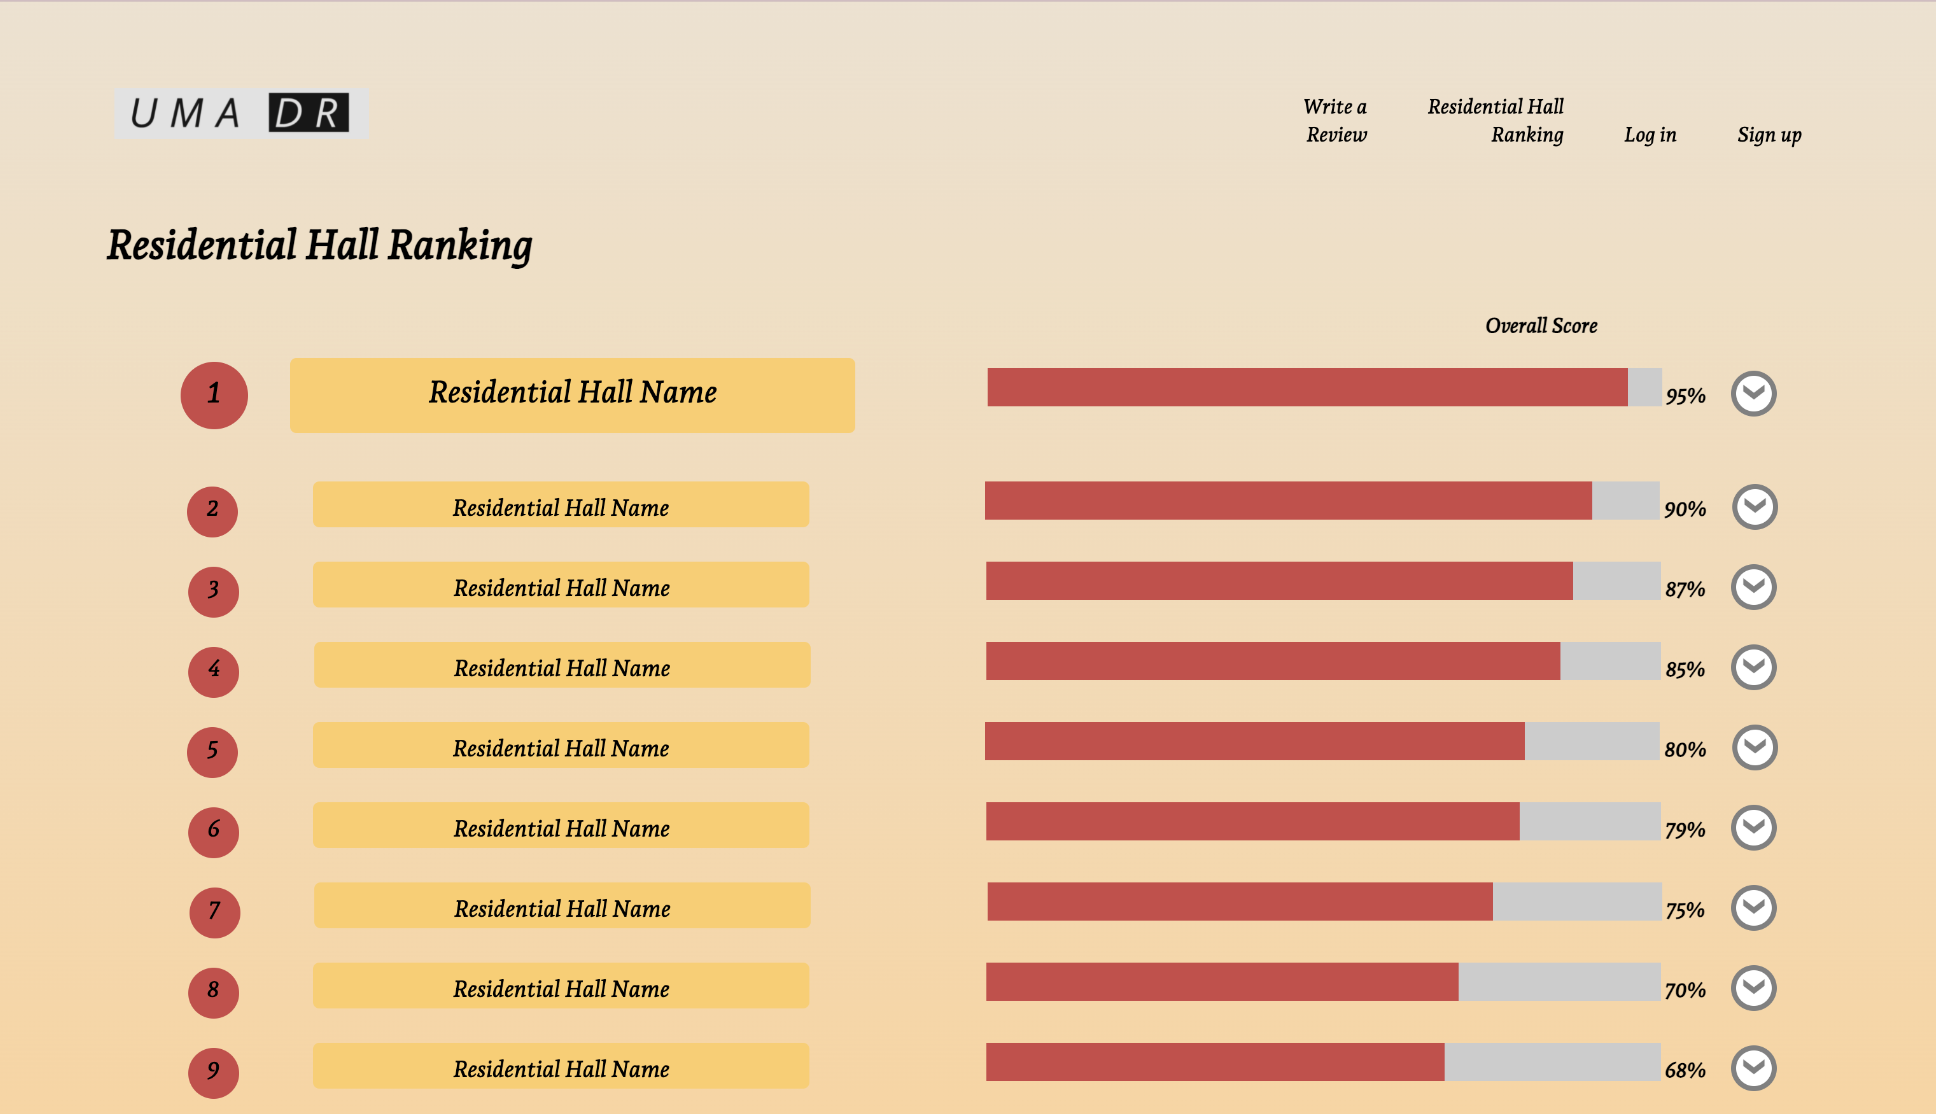 UMA DR
Write a
Review
Residential Hall
Ranking
Log in
Sign up
Residential Hall Ranking
Overall Score
1 Residential Hall Name 95%
2 Residential Hall Name 90%
3 Residential Hall Name 87%
4 Residential Hall Name 85%
5 Residential Hall Name 80%
6 Residential Hall Name 79%
7 Residential Hall Name 75%
8 Residential Hall Name 70%
9 Residential Hall Name 68%